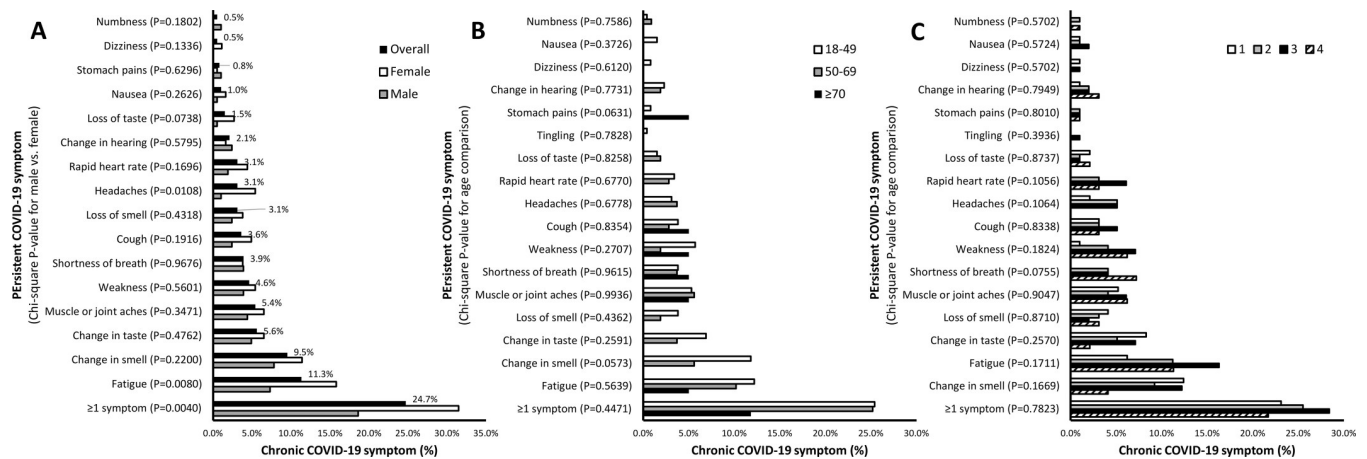 A
PErsistent COVID-19 symptom
(Chi-square P-value for male vs. female)
Numbness (P=0.1802)
Dizziness (P=0.1336)
Stomach pains (P=0.6296)
Nausea (P=0.2626)
Loss of taste (P=0.0738)
Change in hearing (P=0.5795)
Rapid heart rate (P=0.1696)
Headaches (P=0.0108)
Loss of smell (P=0.4318)
Cough (P=0.1916)
Shortness of breath (P=0.9676)
Weakness (P=0.5601)
Muscle or joint aches (P=0.3471)
Change in taste (P=0.4762)
Change in smell (P=0.2200)
Fatigue (P=0.0080)
≥1 symptom (P=0.0040)
0.5%
0.5%
0.8%
1.0%
1.5%
2.1%
3.1%
3.1%
3.1%
3.6%
3.9%
4.6%
5.4%
5.6%
9.5%
11.3%
24.7%
Overall
Female
Male
0.0% 5.0% 10.0% 15.0% 20.0% 25.0% 30.0% 35.0%
Chronic COVID-19 symptom (%)
B
Persistent COVID-19 symptom
(Chi-square P-value for age comparison)
Numbness (P=0.7586)
Nausea (P=0.3726)
Dizziness (P=0.6120)
Change in hearing (P=0.7731)
Stomach pains (P=0.0631)
Tingling (P=0.7828)
Loss of taste (P=0.8258)
Rapid heart rate (P=0.6770)
Headaches (P=0.6778)
Cough (P=0.8354)
Weakness (P=0.2707)
Shortness of breath (P=0.9615)
Muscle or joint aches (P=0.9936)
Loss of smell (P=0.4362)
Change in taste (P=0.2591)
Change in smell (P=0.0573)
Fatigue (P=0.5639)
≥1 symptom (P=0.4471)
18-49
50-69
≥70
0.0% 5.0% 10.0% 15.0% 20.0% 25.0% 30.0%
Chronic COVID-19 symptom (%)
C
Persistent COVID-19 symptom
(Chi-square P-value for age comparison)
Numbness (P=0.5702)
Nausea (P=0.5724)
Dizziness (P=0.5702)
Change in hearing (P=0.7949)
Stomach pains (P=0.8010)
Tingling (P=0.3936)
Loss of taste (P=0.8737)
Rapid heart rate (P=0.1056)
Headaches (P=0.1064)
Cough (P=0.8338)
Weakness (P=0.1824)
Shortness of breath (P=0.0755)
Muscle or joint aches (P=0.9047)
Loss of smell (P=0.8710)
Change in taste (P=0.2570)
Fatigue (P=0.1711)
Change in smell (P=0.1669)
≥1 symptom (P=0.7823)
1 2 3 4
0.0% 5.0% 10.0% 15.0% 20.0% 25.0% 30.0%
Chronic COVID-19 symptom (%)